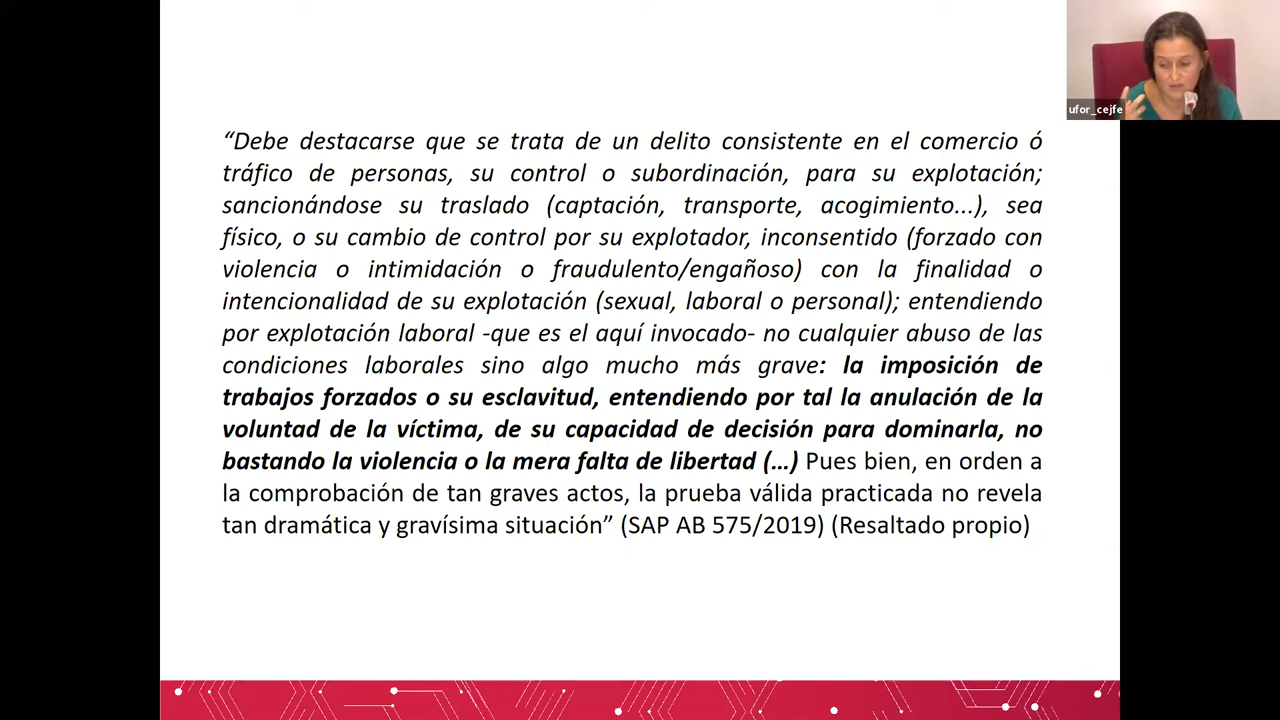 ufor_cejfe
“Debe destacarse que se trata de un delito consistente en el comercio ó
tráfico de personas, su control o subordinación, para su explotación;
sancionándose su traslado (captación, transporte, acogimiento...), sea
físico, o su cambio de control por su explotador, inconsentido (forzado con
violencia o intimidación o fraudulento/engañoso) con la finalidad o
intencionalidad de su explotación (sexual, laboral o personal); entendiendo
por explotación laboral -que es el aquí invocado- no cualquier abuso de las
condiciones laborales sino algo mucho más grave: la imposición de
trabajos forzados o su esclavitud, entendiendo por tal la anulación de la
voluntad de la víctima, de su capacidad de decisión para dominarla, no
bastando la violencia o la mera falta de libertad (…) Pues bien, en orden a
la comprobación de tan graves actos, la prueba válida practicada no revela
tan dramática y gravísima situación” (SAP AB 575/2019) (Resaltado propio)